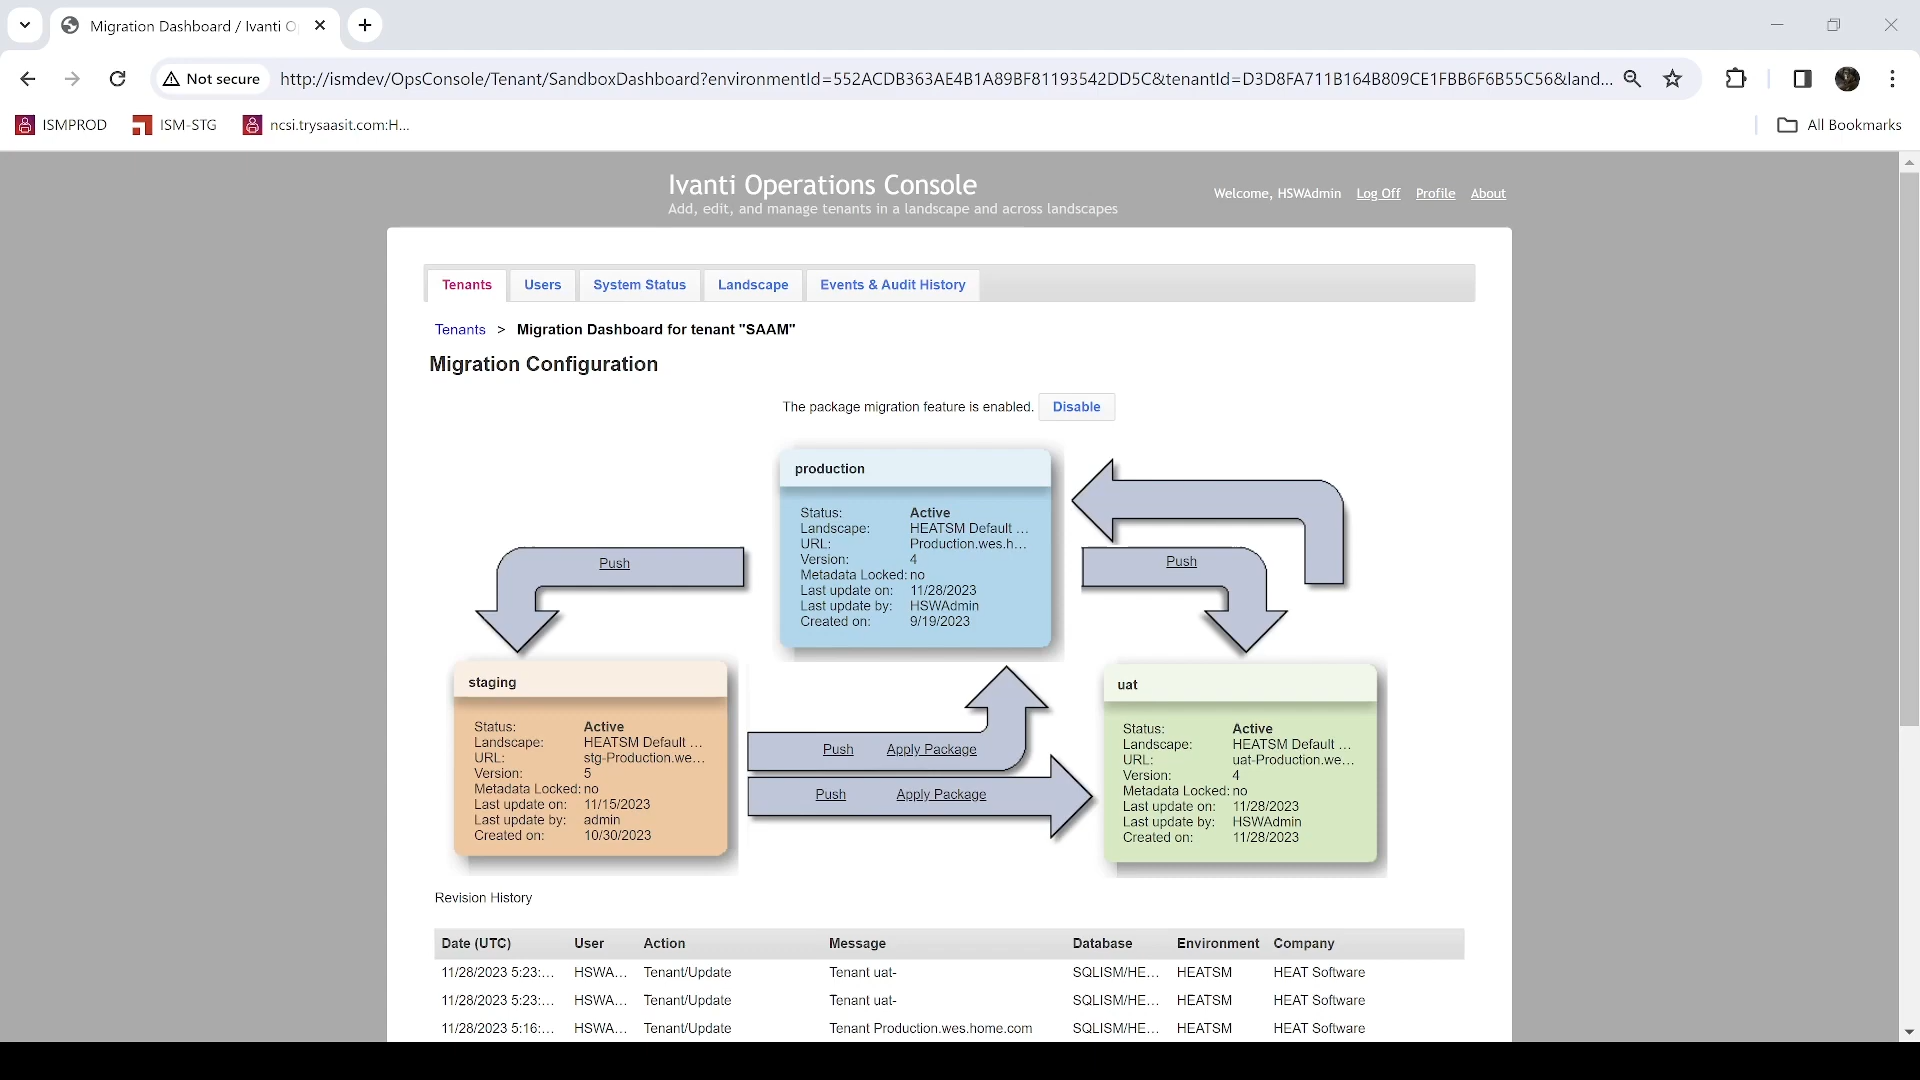 Migration Dashboard / Ivanti O
Not secure
http://ismdev/OpsConsole/Tenant/SandboxDashboard?environmentId=552ACDB363AE4B1A89BF81193542DD5C&tenantId=D3D8FA711B164B809CE1FBB6F6B55C56&land...
ISMPROD
ISM-STG
ncsi.trysaasit.com:H...
All Bookmarks
Ivanti Operations Console
Add, edit, and manage tenants in a landscape and across landscapes
Welcome, HSWAdmin Log Off Profile About
Tenants Users System Status Landscape Events & Audit History
Tenants > Migration Dashboard for tenant "SAAM"
Migration Configuration
The package migration feature is enabled. Disable
production
Status: Active
Landscape: HEATSM Default ...
URL: Production.wes.h...
Version: 4
Metadata Locked: no
Last update on: 11/28/2023
Last update by: HSWAdmin
Created on: 9/19/2023
Push
Push
staging
Status: Active
Landscape: HEATSM Default ...
URL: stg-Production.we...
Version: 5
Metadata Locked: no
Last update on: 11/15/2023
Last update by: admin
Created on: 10/30/2023
Push Apply Package
Push Apply Package
uat
Status: Active
Landscape: HEATSM Default ...
URL: uat-Production.we...
Version: 4
Metadata Locked: no
Last update on: 11/28/2023
Last update by: HSWAdmin
Created on: 11/28/2023
Revision History
Date (UTC) User Action Message Database Environment Company
11/28/2023 5:23:... HSWA... Tenant/Update Tenant uat- SQLISM/HE... HEATSM HEAT Software
11/28/2023 5:23:... HSWA... Tenant/Update Tenant uat- SQLISM/HE... HEATSM HEAT Software
11/28/2023 5:16:... HSWA... Tenant/Update Tenant Production.wes.home.com SQLISM/HE... HEATSM HEAT Software